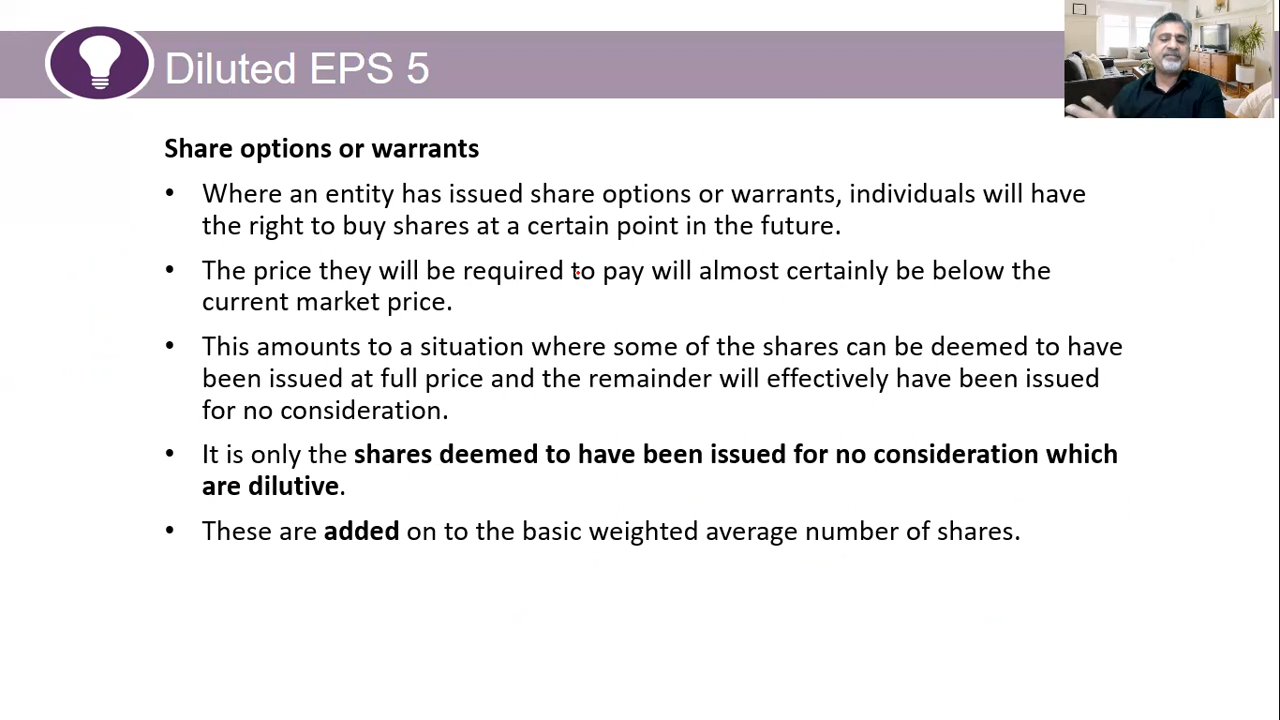 Diluted EPS 5
Share options or warrants
• Where an entity has issued share options or warrants, individuals will have
the right to buy shares at a certain point in the future.
• The price they will be required to pay will almost certainly be below the
current market price.
• This amounts to a situation where some of the shares can be deemed to have
been issued at full price and the remainder will effectively have been issued
for no consideration.
• It is only the shares deemed to have been issued for no consideration which
are dilutive.
• These are added on to the basic weighted average number of shares.